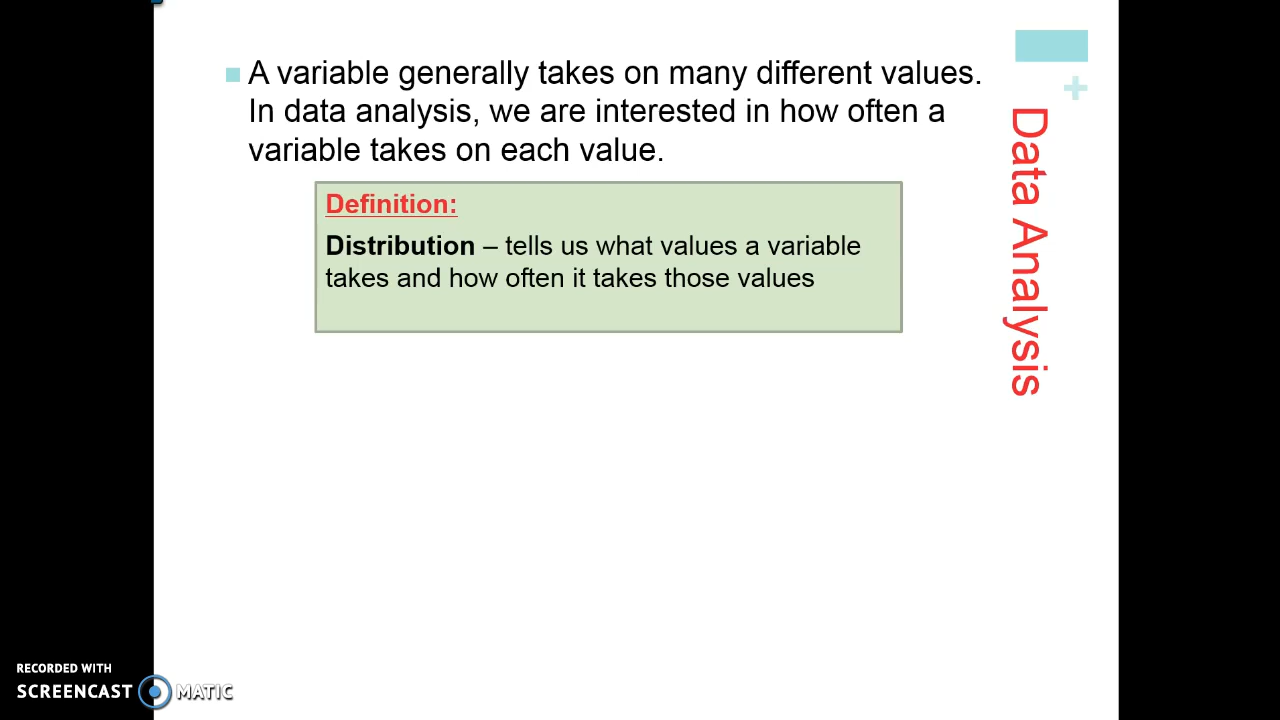 A variable generally takes on many different values.
In data analysis, we are interested in how often a
variable takes on each value.
Definition:
Distribution – tells us what values a variable
takes and how often it takes those values
+
Data Analysis
RECORDED WITH
SCREENCAST MATIC